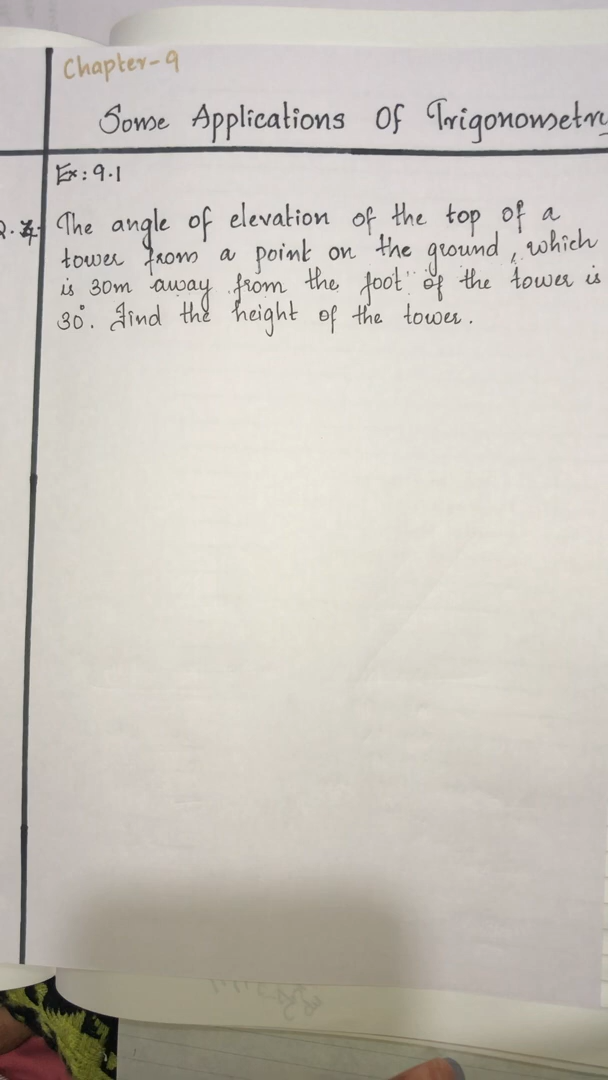 Chapter-9
Some Applications Of Trigonometry
Ex: 9.1
Q.4 The angle of elevation of the top of a
tower from a point on the ground, which
is 30m away from the foot of the tower is
30°. Find the height of the tower.